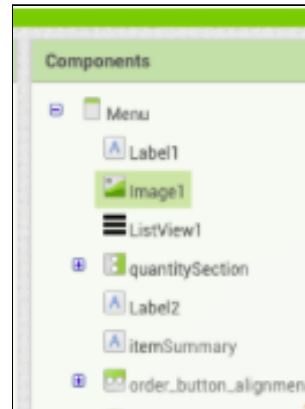 Components
Menu
Label1
Image1
ListView1
quantitySection
Label2
itemSummary
order_button_alignmen